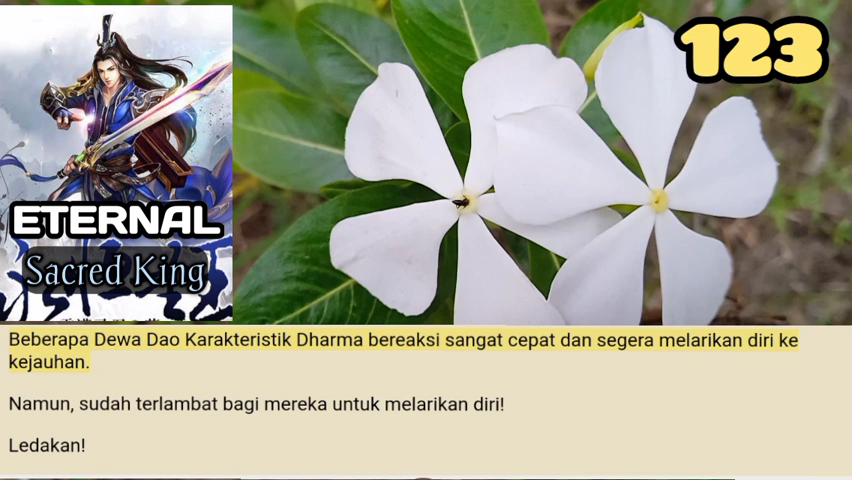 123
ETERNAL
Sacred King
Beberapa Dewa Dao Karakteristik Dharma bereaksi sangat cepat dan segera melarikan diri ke
kejauhan.
Namun, sudah terlambat bagi mereka untuk melarikan diri!
Ledakan!